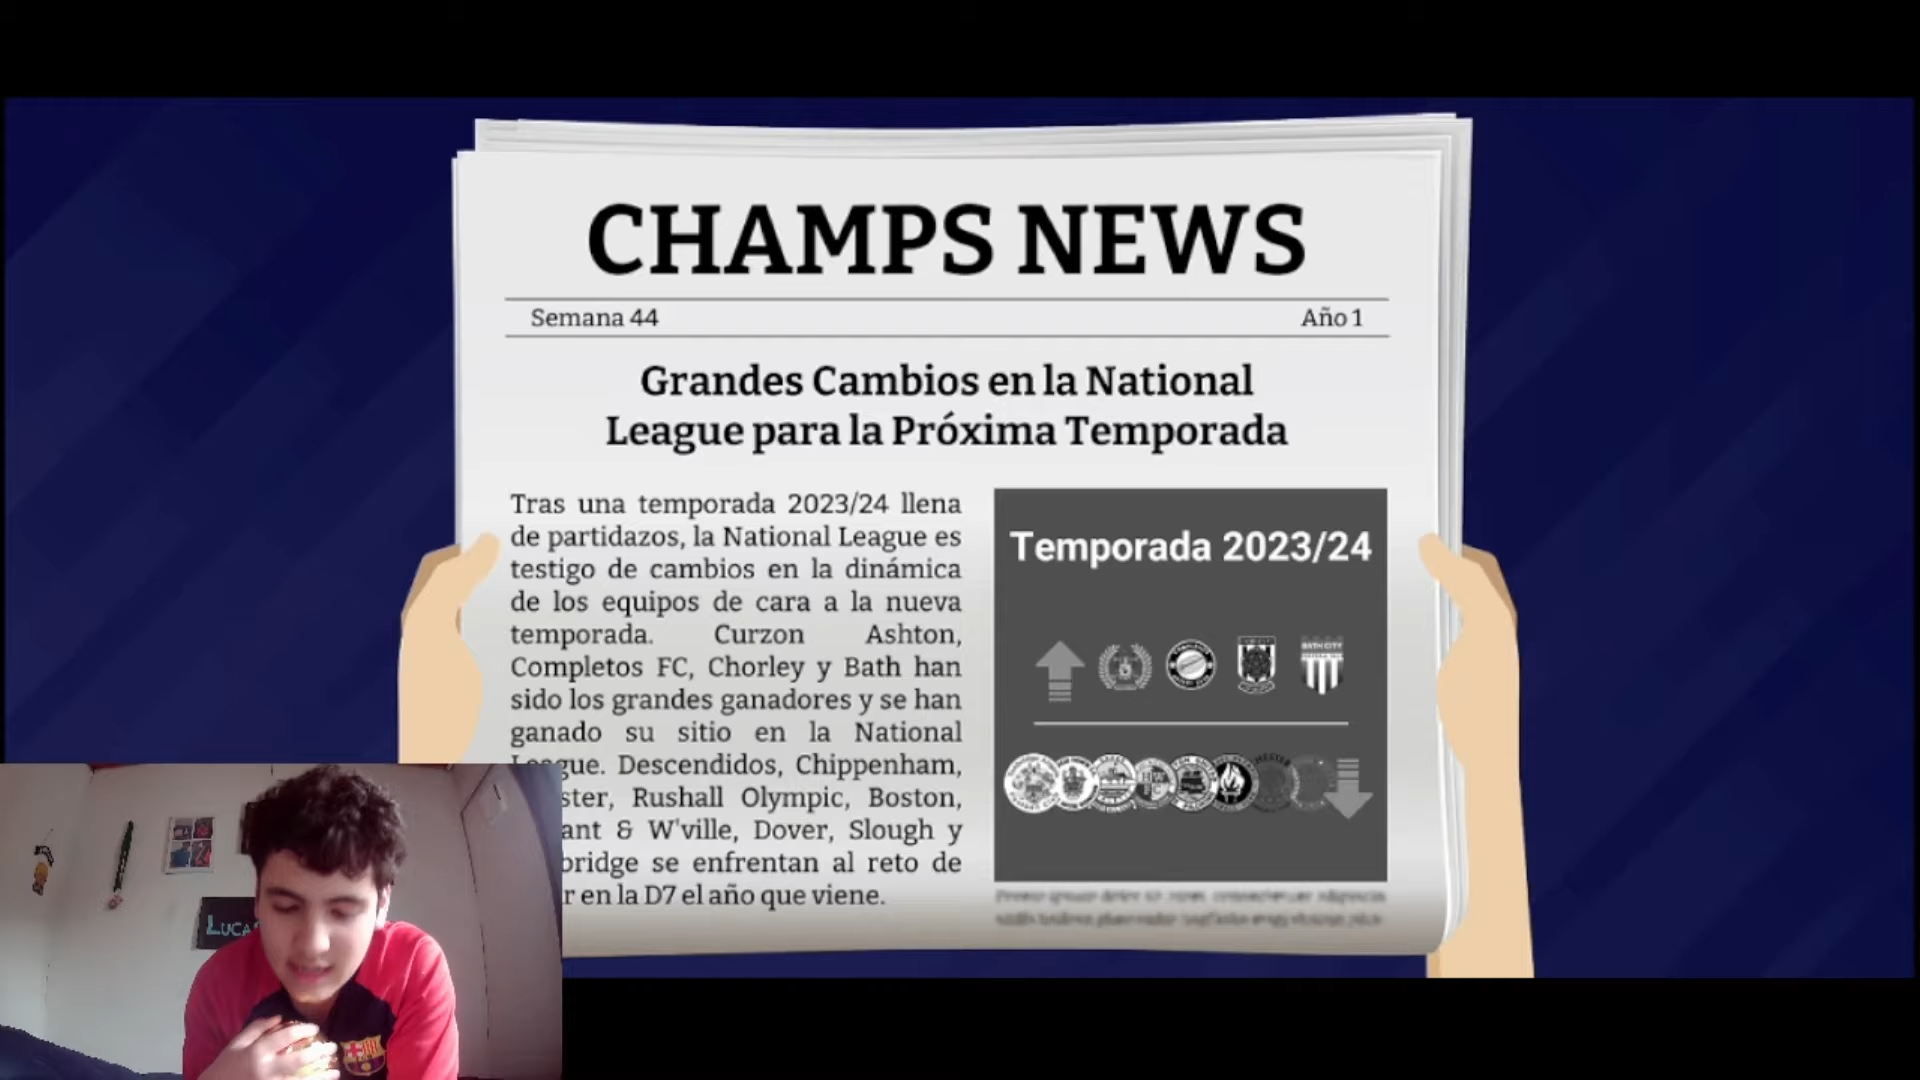 CHAMPS NEWS
Semana 44
Año 1
Grandes Cambios en la National
League para la Próxima Temporada
Tras una temporada 2023/24 llena
de partidazos, la National League es
testigo de cambios en la dinámica
de los equipos de cara a la nueva
temporada. Curzon Ashton,
Completos FC, Chorley y Bath han
sido los grandes ganadores y se han
ganado su sitio en la National
League. Descendidos, Chippenham,
ster, Rushall Olympic, Boston,
ant & W'ville, Dover, Slough y
bridge se enfrentan al reto de
r en la D7 el año que viene.
Temporada 2023/24
BATH CITY
LUCAS